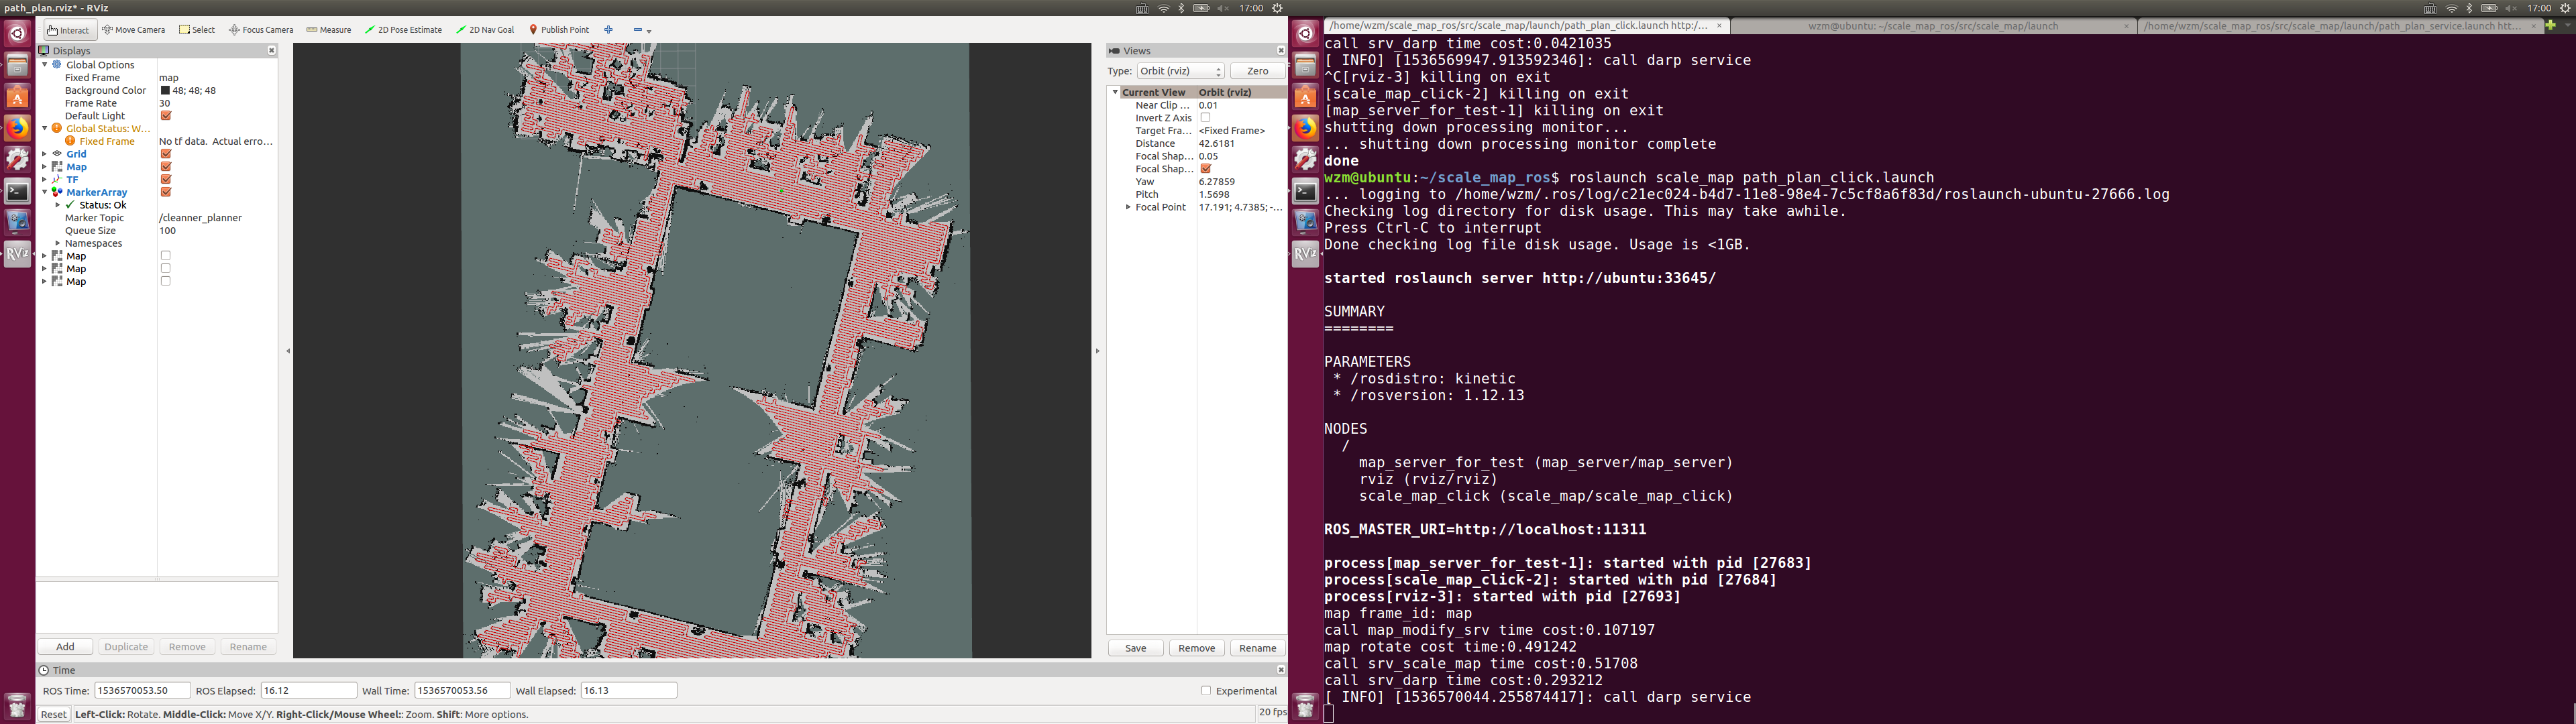 path_plan.rviz* - RViz
17:00
Interact Move Camera Select Focus Camera Measure 2D Pose Estimate 2D Nav Goal Publish Point
Displays
Global Options
Fixed Frame map
Background Color 48; 48; 48
Frame Rate 30
Default Light
Global Status: W...
Fixed Frame No tf data. Actual erro...
Grid
Map
TF
MarkerArray
Status: Ok
Marker Topic /cleanner_planner
Queue Size 100
Namespaces
Map
Map
Map
Add Duplicate Remove Rename
Views
Type: Orbit (rviz) Zero
Current View Orbit (rviz)
Near Clip ... 0.01
Invert Z Axis
Target Fra... <Fixed Frame>
Distance 42.6181
Focal Shap... 0.05
Focal Shap...
Yaw 6.27859
Pitch 1.5698
Focal Point 17.191; 4.7385; -...
Save Remove Rename
Time
ROS Time: 1536570053.50 ROS Elapsed: 16.12 Wall Time: 1536570053.56 Wall Elapsed: 16.13 Experimental
Reset Left-Click: Rotate. Middle-Click: Move X/Y. Right-Click/Mouse Wheel:: Zoom. Shift: More options. 20 fps
RViz
17:00
/home/wzm/scale_map_ros/src/scale_map/launch/path_plan_click.launch http:/... × wzm@ubuntu: ~/scale_map_ros/src/scale_map/launch × /home/wzm/scale_map_ros/src/scale_map/launch/path_plan_service.launch htt... ×
RViz
call srv_darp time cost:0.0421035
[ INFO] [1536569947.913592346]: call darp service
^C[rviz-3] killing on exit
[scale_map_click-2] killing on exit
[map_server_for_test-1] killing on exit
shutting down processing monitor...
... shutting down processing monitor complete
done
wzm@ubuntu:~/scale_map_ros$ roslaunch scale_map path_plan_click.launch
... logging to /home/wzm/.ros/log/c21ec024-b4d7-11e8-98e4-7c5cf8a6f83d/roslaunch-ubuntu-27666.log
Checking log directory for disk usage. This may take awhile.
Press Ctrl-C to interrupt
Done checking log file disk usage. Usage is <1GB.
started roslaunch server http://ubuntu:33645/
SUMMARY
========
PARAMETERS
* /rosdistro: kinetic
* /rosversion: 1.12.13
NODES
/
map_server_for_test (map_server/map_server)
rviz (rviz/rviz)
scale_map_click (scale_map/scale_map_click)
ROS_MASTER_URI=http://localhost:11311
process[map_server_for_test-1]: started with pid [27683]
process[scale_map_click-2]: started with pid [27684]
process[rviz-3]: started with pid [27693]
map frame_id: map
call map_modify_srv time cost:0.107197
map rotate cost time:0.491242
call srv_scale_map time cost:0.51708
call srv_darp time cost:0.293212
[ INFO] [1536570044.255874417]: call darp service